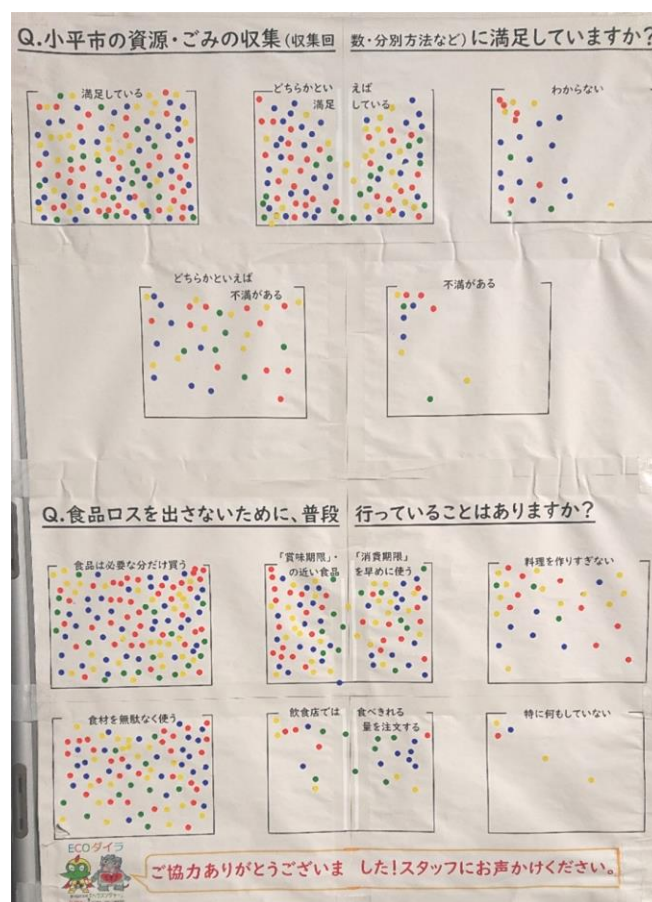 Q.小平市の資源・ごみの収集(収集回数・分別方法など)に満足していますか?
満足している
どちらかといえば
満足している
わからない
どちらかといえば
不満がある
不満がある
Q.食品ロスを出さないために、普段行っていることはありますか?
食品は必要な分だけ買う
「賞味期限」・「消費期限」
の近い食品を早めに使う
料理を作りすぎない
食材を無駄なく使う
飲食店では食べきれる
量を注文する
特に何もしていない
ECOダイラ
ご協力ありがとうございました!スタッフにお声かけください。